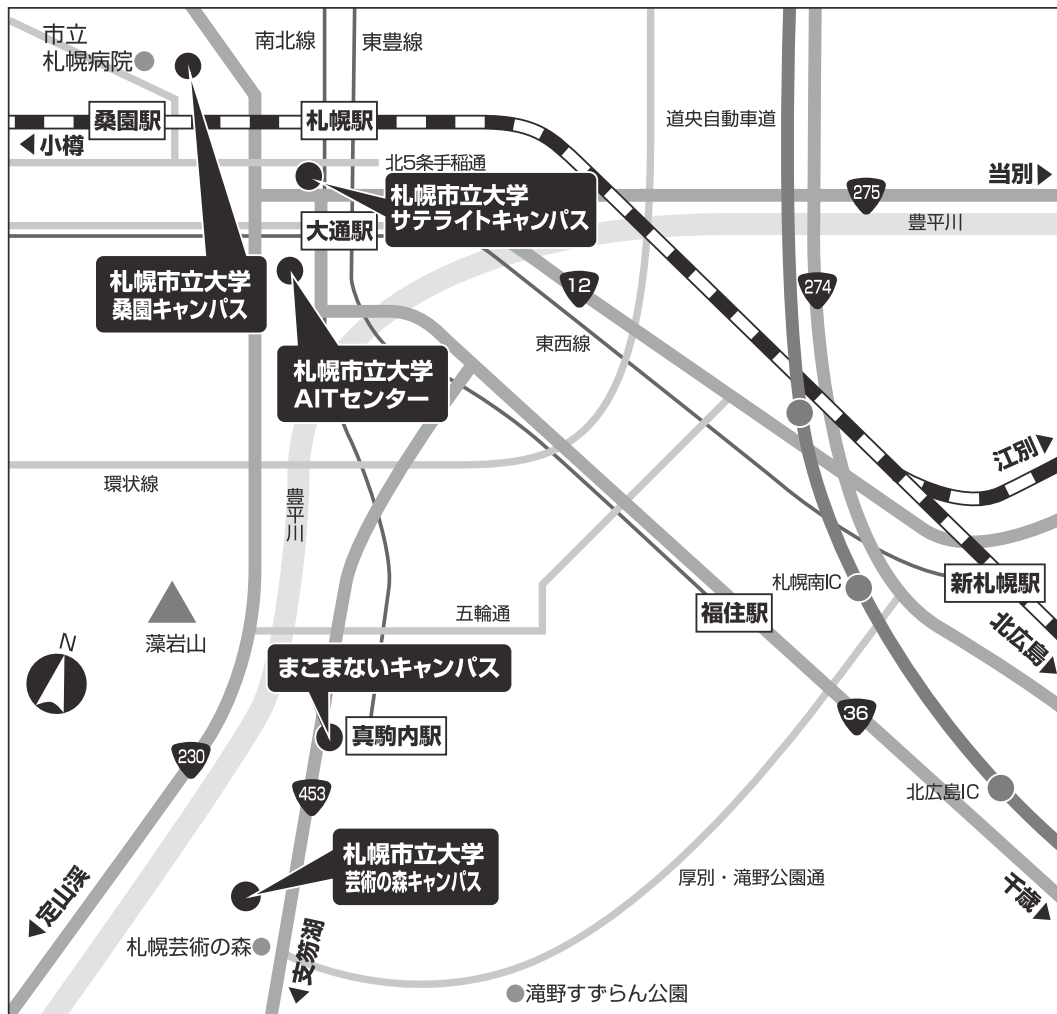 市立
札幌病院
南北線
東豊線
桑園駅
札幌駅
道央自動車道
小樽
北5条手稲通
当別
札幌市立大学
サテライトキャンパス
275
豊平川
大通駅
札幌市立大学
桑園キャンパス
12
274
東西線
札幌市立大学
AITセンター
江別
環状線
豊平川
札幌南IC
新札幌駅
福住駅
五輪通
藻岩山
北広島
N
まこまないキャンパス
真駒内駅
36
230
453
北広島IC
札幌市立大学
芸術の森キャンパス
厚別・滝野公園通
定山渓
千歳
札幌芸術の森
支笏湖
滝野すずらん公園